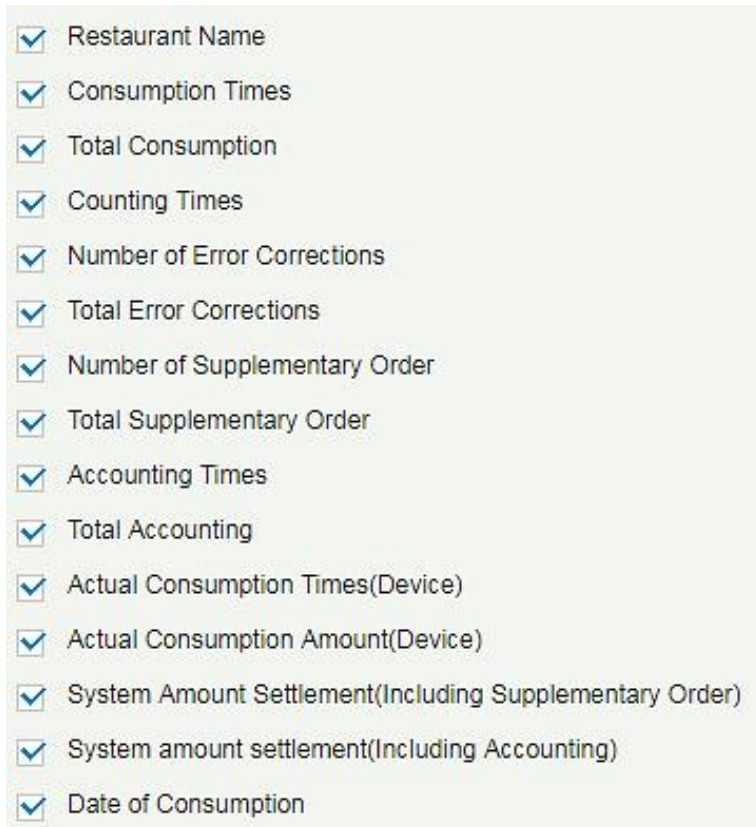 Restaurant Name
Consumption Times
Total Consumption
Counting Times
Number of Error Corrections
Total Error Corrections
Number of Supplementary Order
Total Supplementary Order
Accounting Times
Total Accounting
Actual Consumption Times(Device)
Actual Consumption Amount(Device)
System Amount Settlement(Including Supplementary Order)
System amount settlement(Including Accounting)
Date of Consumption